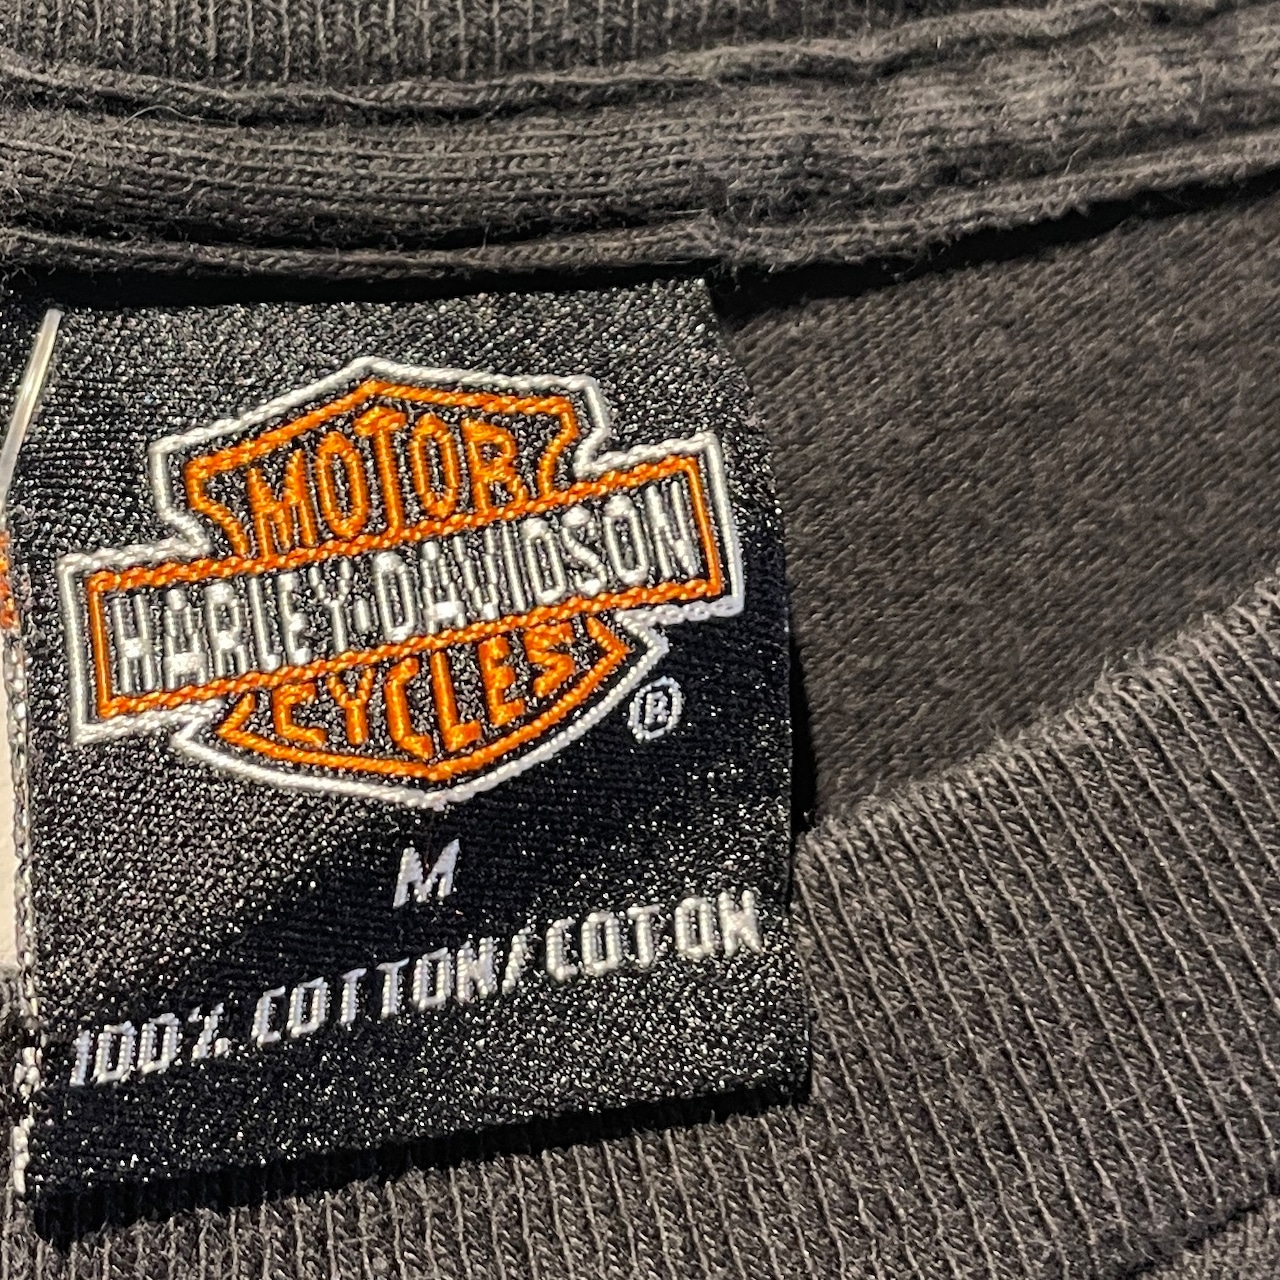 MOTOR
HARLEY-DAVIDSON
CYCLES
®
M
100% COTTON/COTON